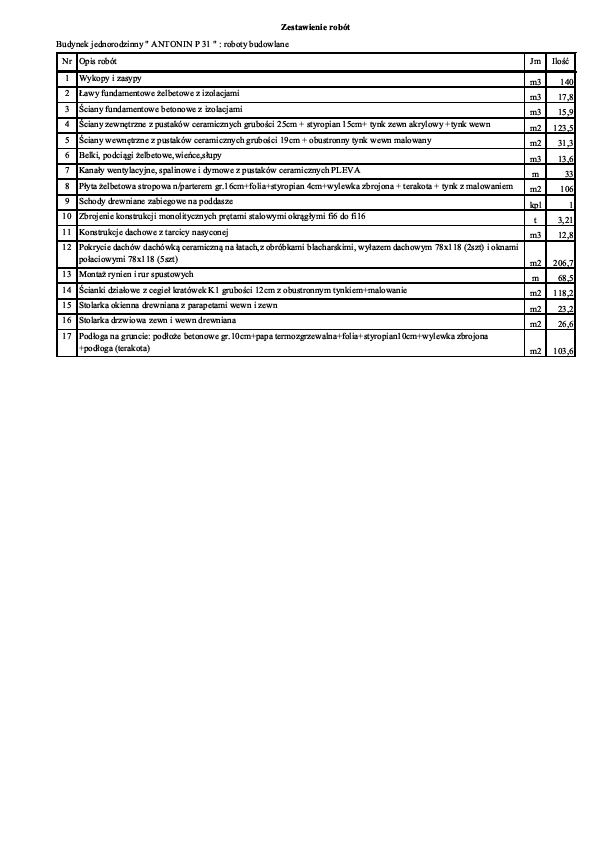 Zestawienie robót
Budynek jednorodzinny " ANTONIN P 31 " : roboty budowlane
Nr Opis robót Jm Ilość
1 Wykopy i zasypy m3 140
2 Ławy fundamentowe żelbetowe z izolacjami m3 17,8
3 Ściany fundamentowe betonowe z izolacjami m3 15,9
4 Ściany zewnętrzne z pustaków ceramicznych grubości 25cm + styropian 15cm+ tynk zewn akrylowy +tynk wewn m2 123,5
5 Ściany wewnętrzne z pustaków ceramicznych grubości 19cm + obustronny tynk wewn malowany m2 31,3
6 Belki, podciągi żelbetowe,wieńce,słupy m3 13,6
7 Kanały wentylacyjne, spalinowe i dymowe z pustaków ceramicznych PLEVA m 33
8 Płyta żelbetowa stropowa n/parterem gr.16cm+folia+styropian 4cm+wylewka zbrojona + terakota + tynk z malowaniem m2 106
9 Schody drewniane zabiegowe na poddasze kpl 1
10 Zbrojenie konstrukcji monolitycznych prętami stalowymi okrągłymi fi6 do fi16 t 3,21
11 Konstrukcje dachowe z tarcicy nasyconej m3 12,8
12 Pokrycie dachów dachówką ceramiczną na łatach,z obróbkami blacharskimi, wyłazem dachowym 78x118 (2szt) i oknami
połaciowymi 78x118 (5szt) m2 206,7
13 Montaż rynien i rur spustowych m 68,5
14 Ścianki działowe z cegieł kratówek K1 grubości 12cm z obustronnym tynkiem+malowanie m2 118,2
15 Stolarka okienna drewniana z parapetami wewn i zewn m2 23,2
16 Stolarka drzwiowa zewn i wewn drewniana m2 26,6
17 Podłoga na gruncie: podłoże betonowe gr.10cm+papa termozgrzewalna+folia+styropian10cm+wylewka zbrojona
+podłoga (terakota) m2 103,6